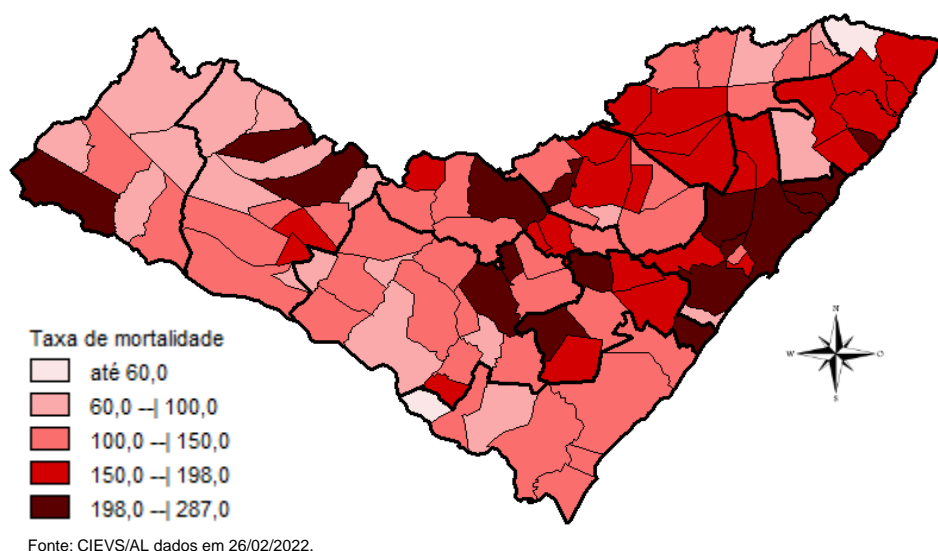 N
W
O
S
Taxa de mortalidade
até 60,0
60,0 --| 100,0
100,0 --| 150,0
150,0 --| 198,0
198,0 --| 287,0
Fonte: CIEVS/AL dados em 26/02/2022.